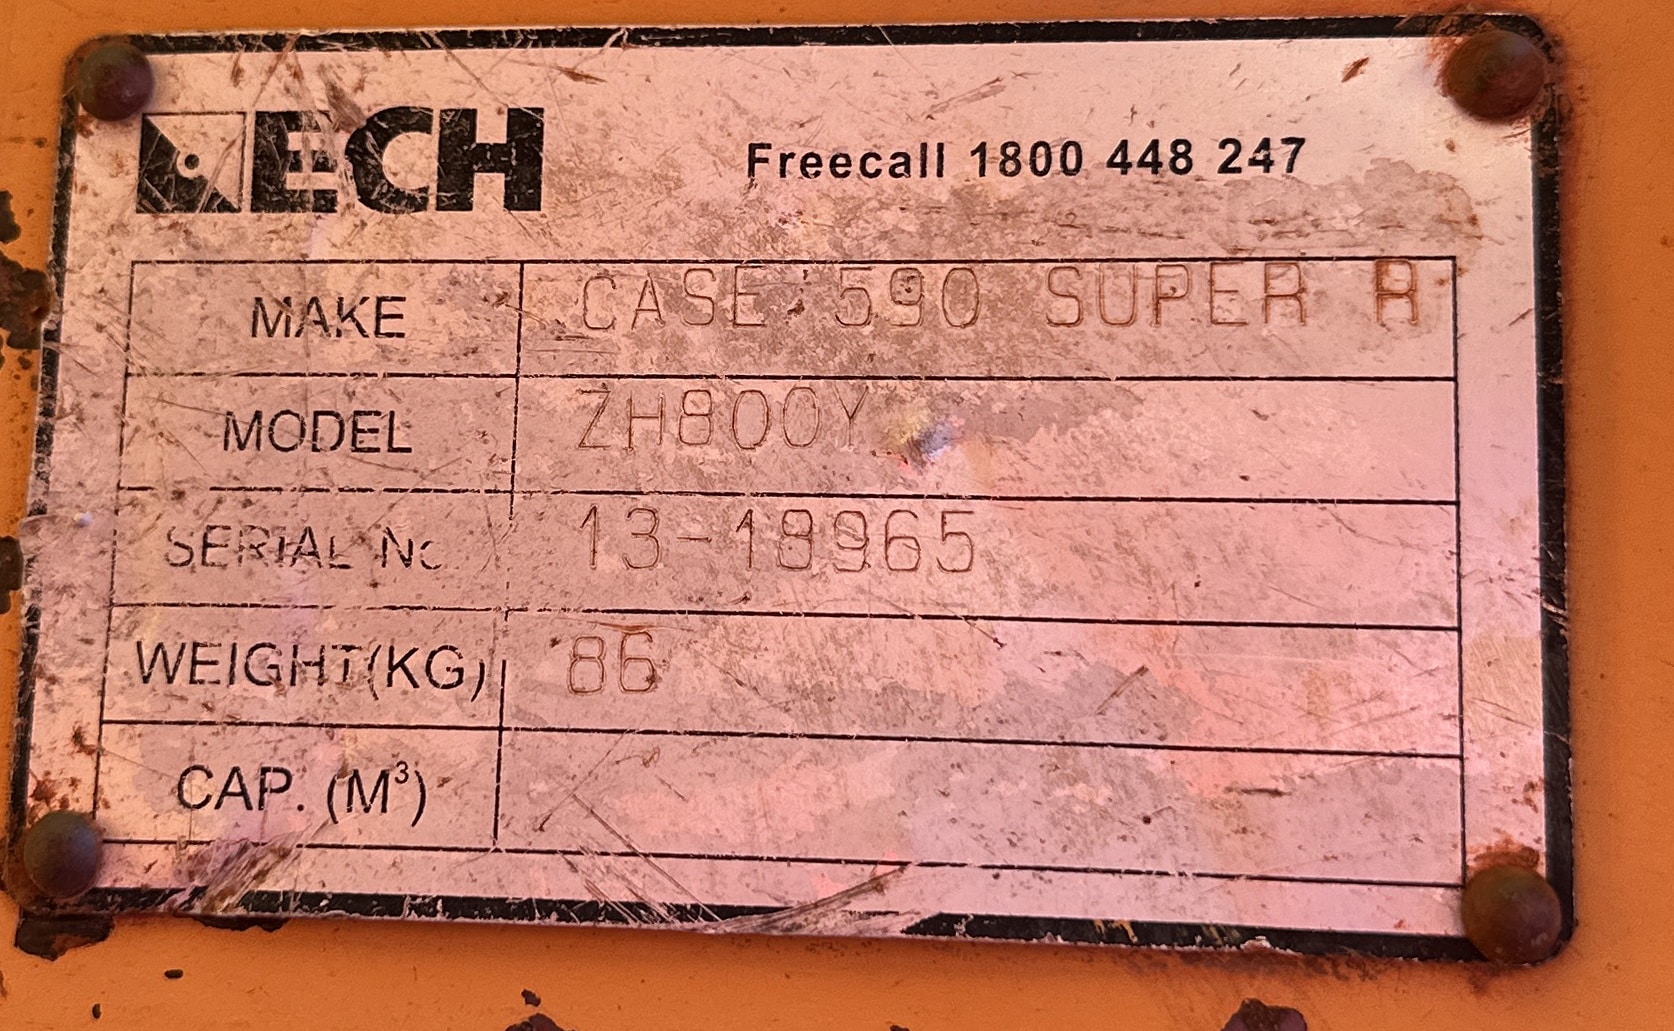 ECH
Freecall 1800 448 247
MAKE CASE 590 SUPER R
MODEL ZH800Y
SERIAL No 13-18965
WEIGHT(KG) 86
CAP. (M³)